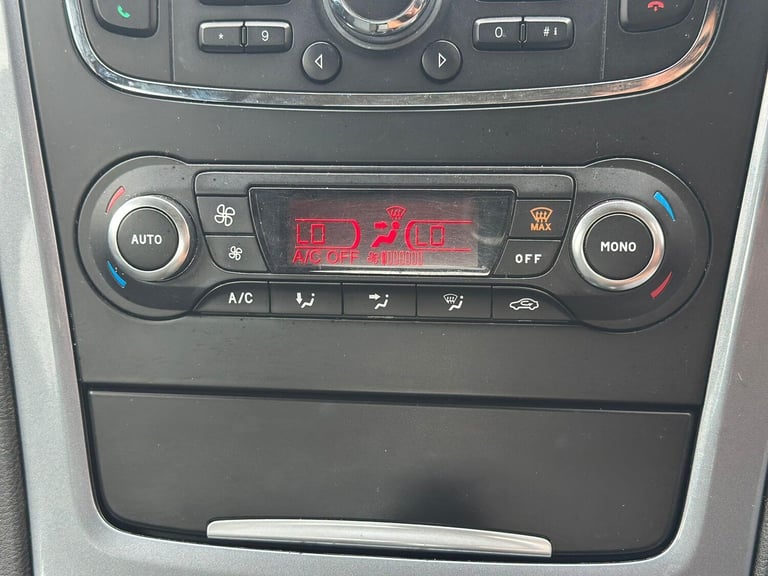 * 9 0 # i
AUTO LO LO MAX MONO
A/C OFF OFF
A/C